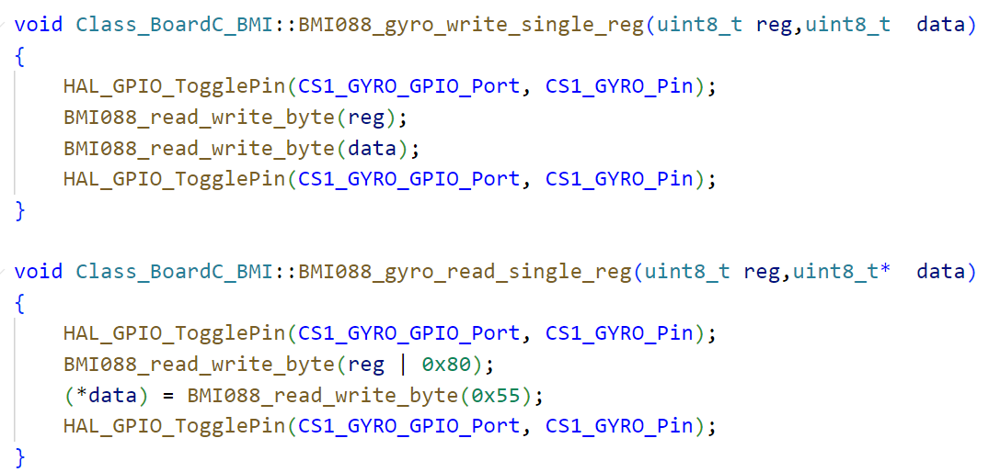 void Class_BoardC_BMI::BMI088_gyro_write_single_reg(uint8_t reg,uint8_t  data)
{
    HAL_GPIO_TogglePin(CS1_GYRO_GPIO_Port, CS1_GYRO_Pin);
    BMI088_read_write_byte(reg);
    BMI088_read_write_byte(data);
    HAL_GPIO_TogglePin(CS1_GYRO_GPIO_Port, CS1_GYRO_Pin);
}

void Class_BoardC_BMI::BMI088_gyro_read_single_reg(uint8_t reg,uint8_t*  data)
{
    HAL_GPIO_TogglePin(CS1_GYRO_GPIO_Port, CS1_GYRO_Pin);
    BMI088_read_write_byte(reg | 0x80);
    (*data) = BMI088_read_write_byte(0x55);
    HAL_GPIO_TogglePin(CS1_GYRO_GPIO_Port, CS1_GYRO_Pin);
}